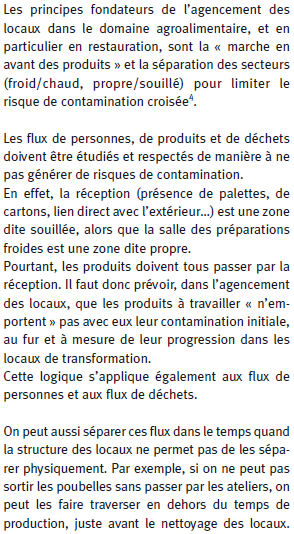 Les principes fondateurs de l'agencement des
locaux dans le domaine agroalimentaire, et en
particulier en restauration, sont la « marche en
avant des produits » et la séparation des secteurs
(froid/chaud, propre/souillé) pour limiter le
risque de contamination croisée⁴.

Les flux de personnes, de produits et de déchets
doivent être étudiés et respectés de manière à ne
pas générer de risques de contamination.
En effet, la réception (présence de palettes, de
cartons, lien direct avec l'extérieur...) est une zone
dite souillée, alors que la salle des préparations
froides est une zone dite propre.
Pourtant, les produits doivent tous passer par la
réception. Il faut donc prévoir, dans l'agencement
des locaux, que les produits à travailler « n'em-
portent » pas avec eux leur contamination initiale,
au fur et à mesure de leur progression dans les
locaux de transformation.
Cette logique s'applique également aux flux de
personnes et aux flux de déchets.

On peut aussi séparer ces flux dans le temps quand
la structure des locaux ne permet pas de les sépa-
rer physiquement. Par exemple, si on ne peut pas
sortir les poubelles sans passer par les ateliers, on
peut les faire traverser en dehors du temps de
production, juste avant le nettoyage des locaux.